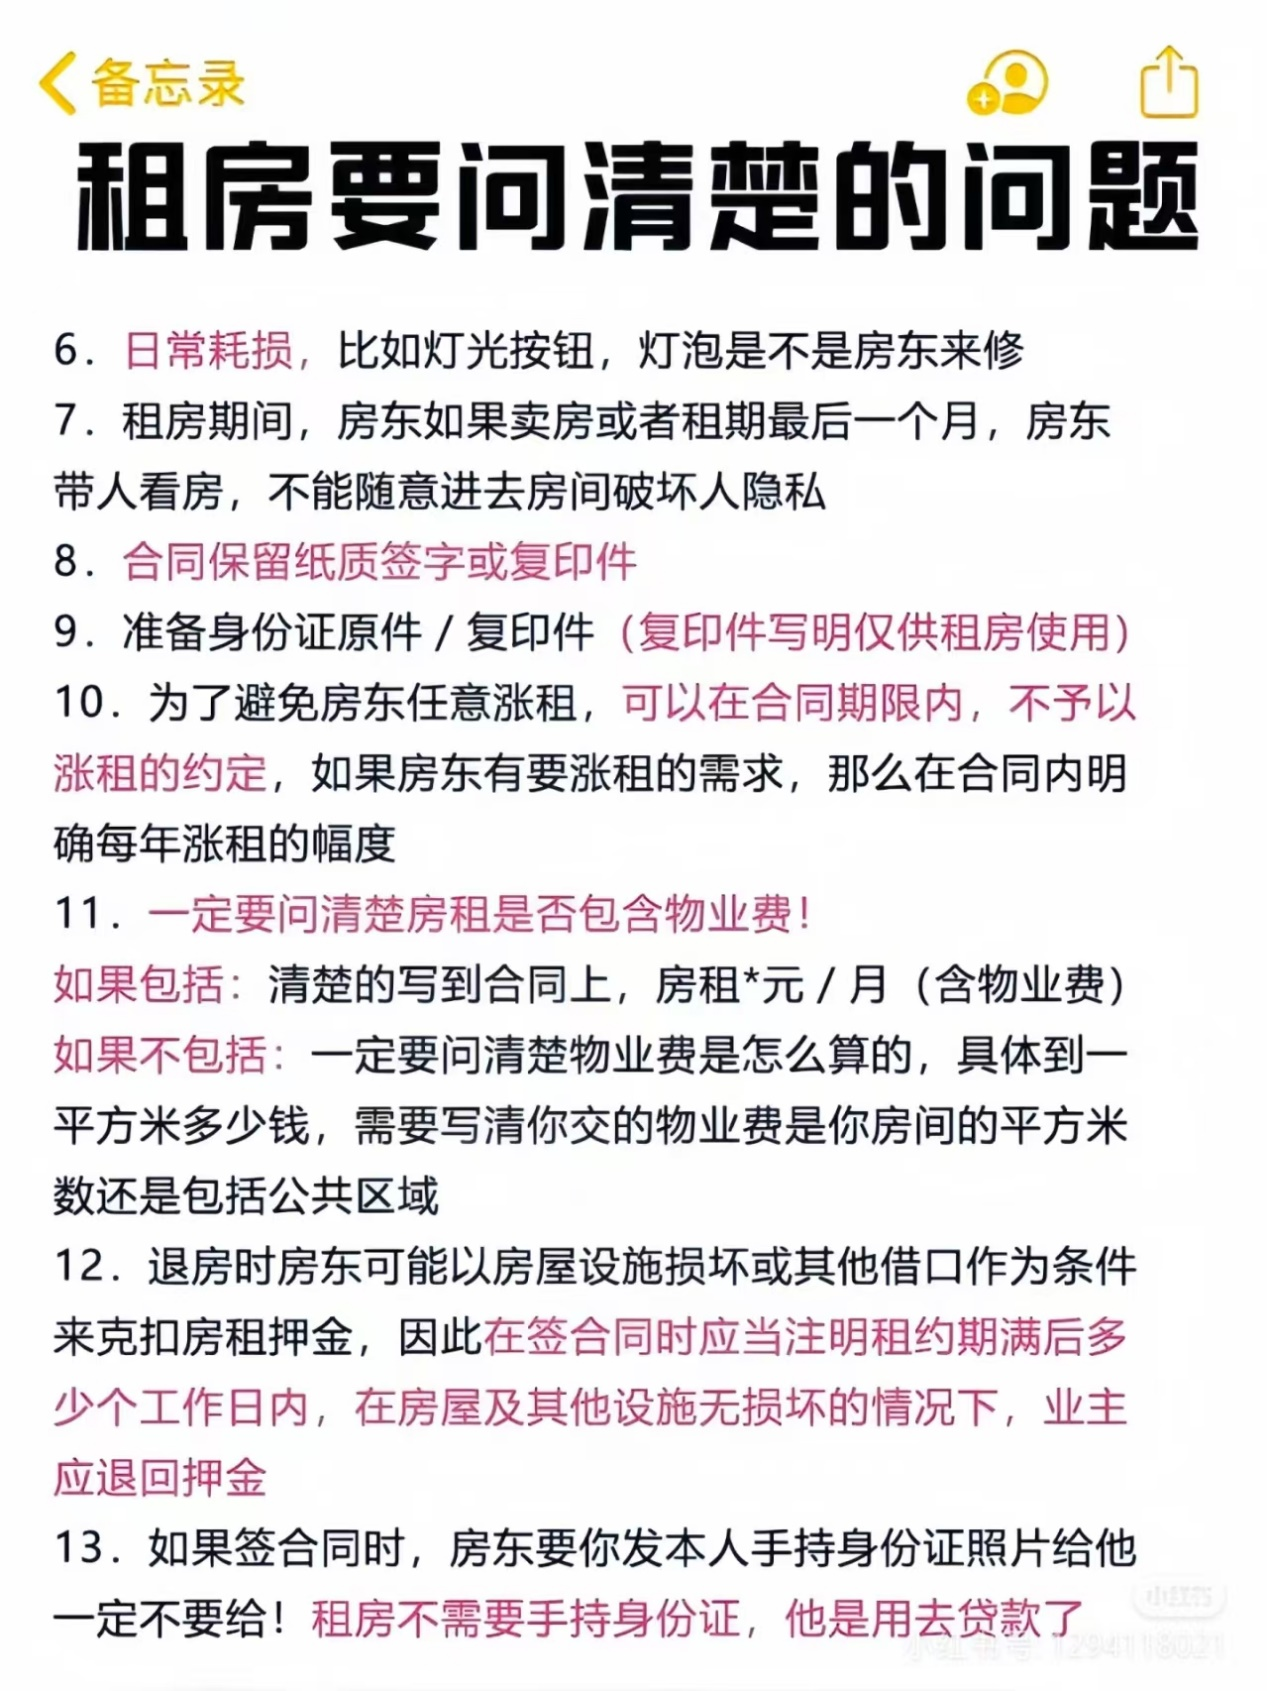 备忘录
租房要问清楚的问题
6. 日常耗损，比如灯光按钮，灯泡是不是房东来修
7. 租房期间，房东如果卖房或者租期最后一个月，房东
带人看房，不能随意进去房间破坏人隐私
8. 合同保留纸质签字或复印件
9. 准备身份证原件 / 复印件（复印件写明仅供租房使用）
10. 为了避免房东任意涨租，可以在合同期限内，不予以
涨租的约定，如果房东有要涨租的需求，那么在合同内明
确每年涨租的幅度
11. 一定要问清楚房租是否包含物业费！
如果包括：清楚的写到合同上，房租*元 / 月（含物业费）
如果不包括：一定要问清楚物业费是怎么算的，具体到一
平方米多少钱，需要写清你交的物业费是你房间的平方米
数还是包括公共区域
12. 退房时房东可能以房屋设施损坏或其他借口作为条件
来克扣房租押金，因此在签合同时应当注明租约期满后多
少个工作日内，在房屋及其他设施无损坏的情况下，业主
应退回押金
13. 如果签合同时，房东要你发本人手持身份证照片给他
一定不要给！租房不需要手持身份证，他是用去贷款了
小红书
小红书号: 1294118021